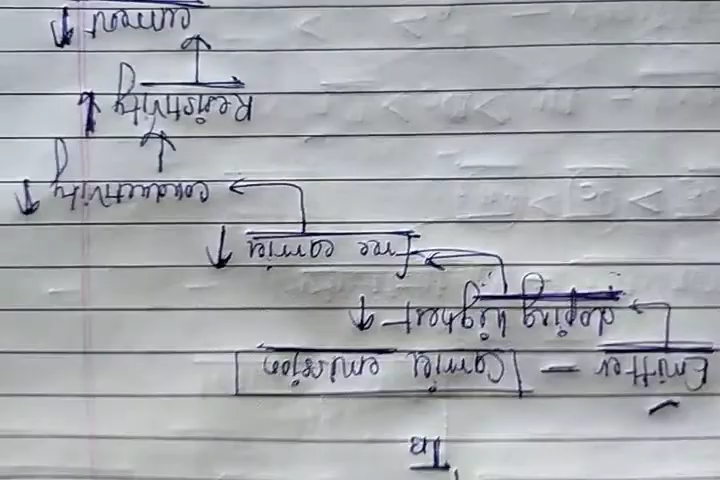 Emitter - Carrier emission
doping highest ↑
free carrier ↑
conductivity ↑
Resistivity ↓
current ↑